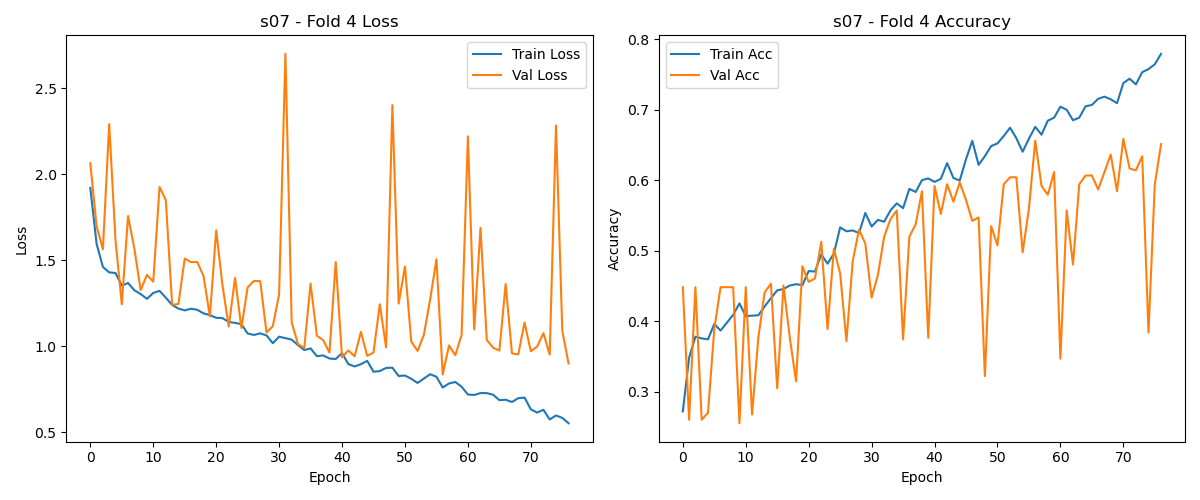 s07 - Fold 4 Loss
Train Loss
Val Loss
2.5
2.0
1.5
1.0
0.5
Loss
0 10 20 30 40 50 60 70
Epoch
s07 - Fold 4 Accuracy
Train Acc
Val Acc
0.8
0.7
0.6
0.5
0.4
0.3
Accuracy
0 10 20 30 40 50 60 70
Epoch